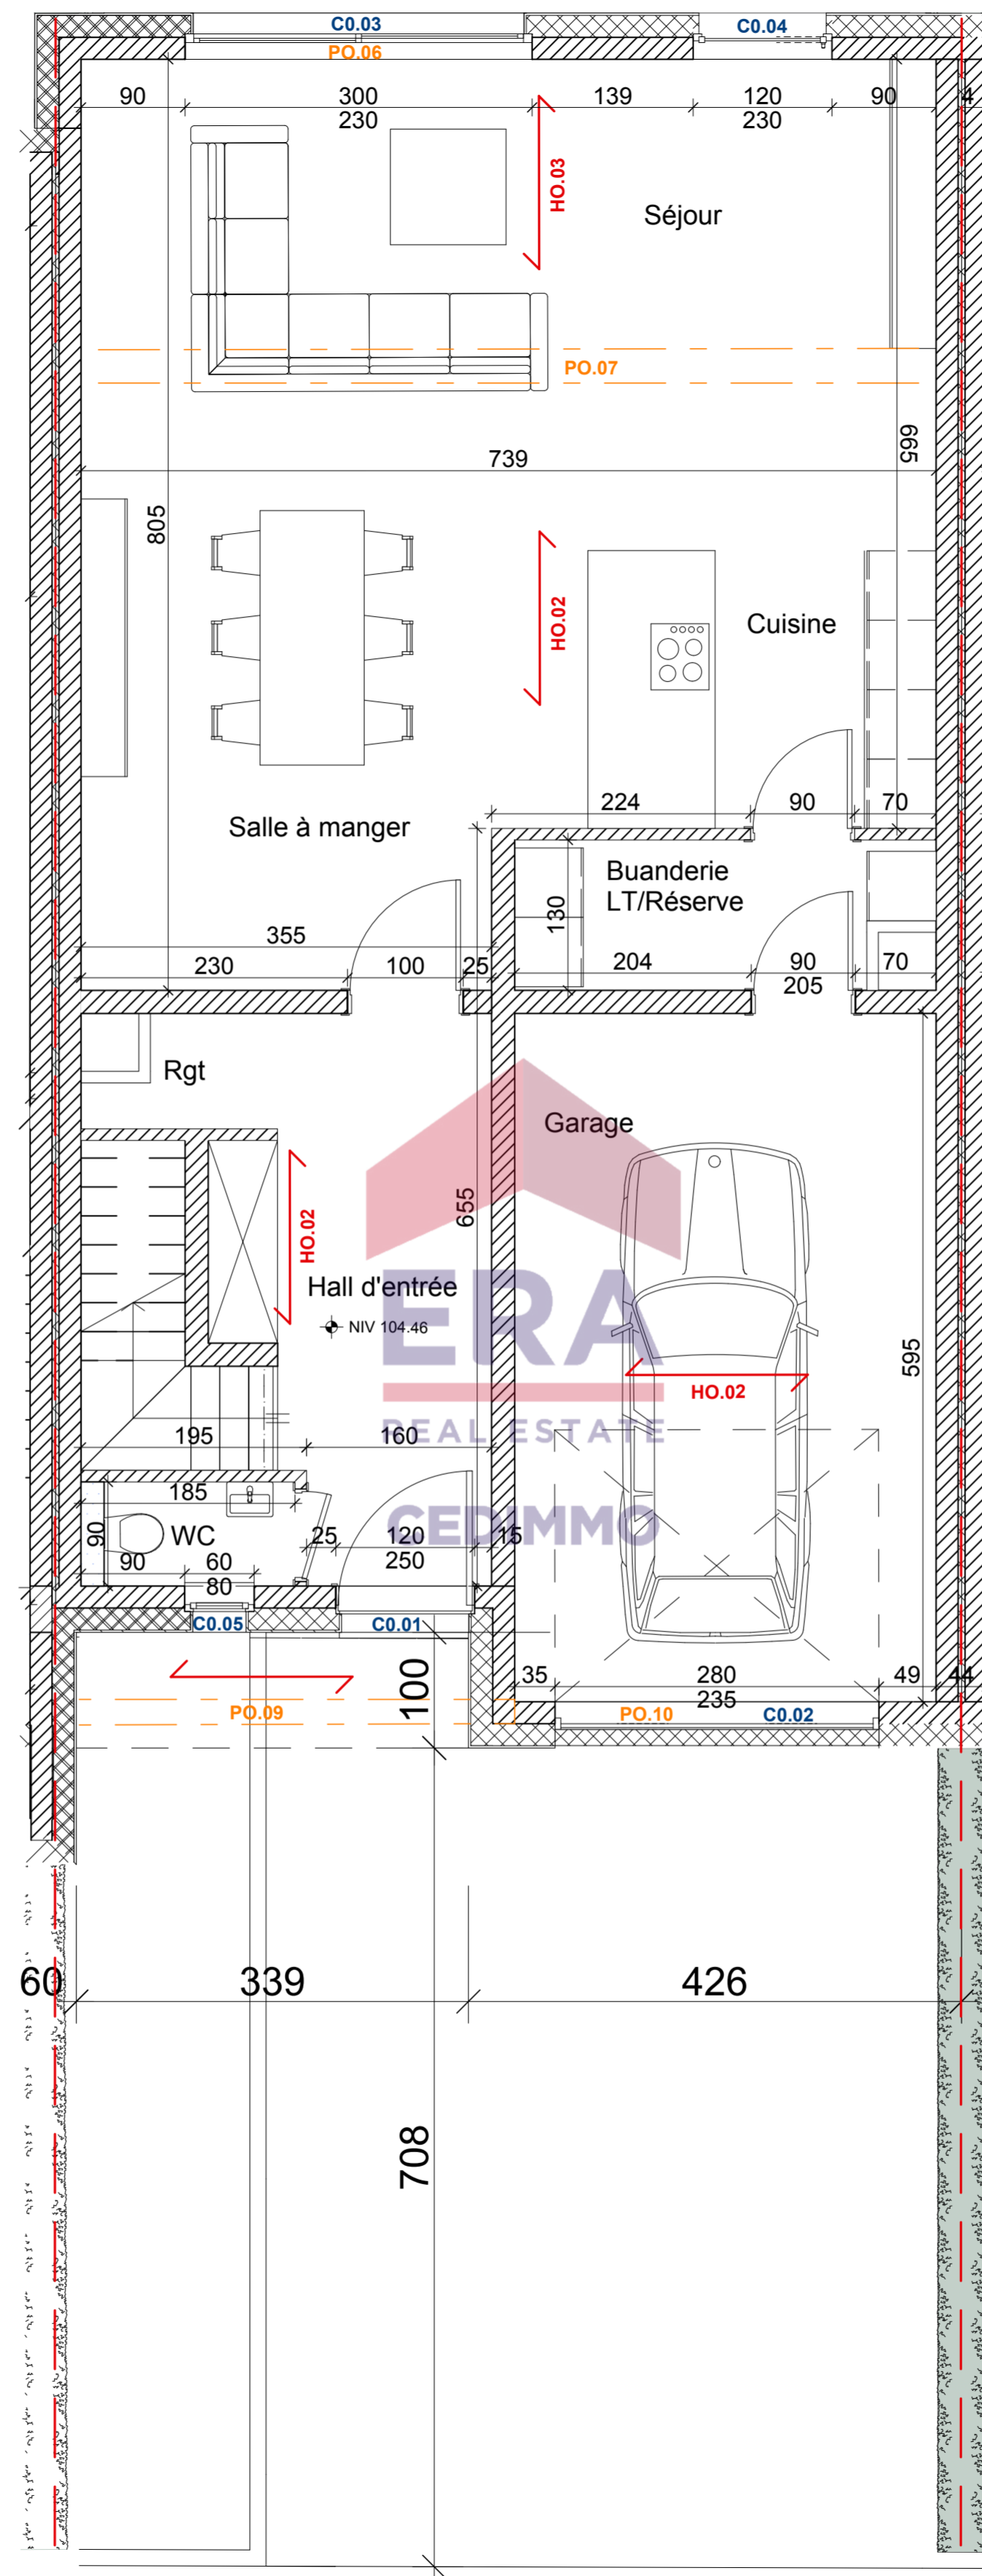 C0.03
C0.04
PO.06
90
300
230
139
120
230
90
4
HO.03
Séjour
PO.07
739
665
805
HO.02
Cuisine
224
90
70
Salle à manger
Buanderie
LT/Réserve
130
355
230
100
25
204
90
205
70
Rgt
Garage
655
HO.02
Hall d'entrée
ERA
NIV 104.46
595
HO.02
REAL ESTATE
195
160
185
CEDIMMO
90
WC
25
120
250
15
90
60
80
C0.05
C0.01
100
35
280
235
49
44
PO.09
PO.10
C0.02
60
339
426
708